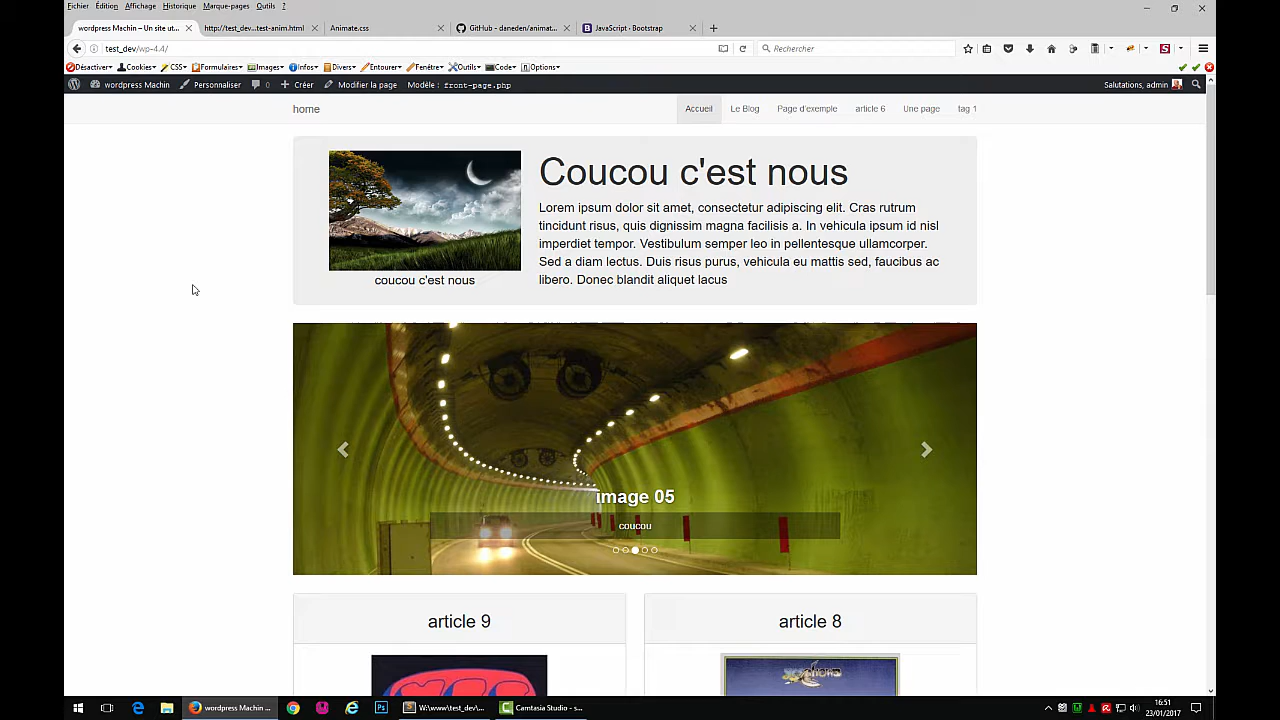 Fichier Édition Affichage Historique Marque-pages Outils ?
wordpress Machin – Un site ut... × http://test_dev...test-anim.html × Animate.css × GitHub - daneden/animat... × JavaScript · Bootstrap × +
test_dev/wp-4.4/ Rechercher
Désactiver Cookies CSS Formulaires Images Infos Divers Entourer Fenêtre Outils Code Options
wordpress Machin Personnaliser 0 Créer Modifier la page Modèle : front-page.php Salutations, admin
home Accueil Le Blog Page d'exemple article 6 Une page tag 1
Coucou c'est nous
Lorem ipsum dolor sit amet, consectetur adipiscing elit. Cras rutrum
tincidunt risus, quis dignissim magna facilisis a. In vehicula ipsum id nisl
imperdiet tempor. Vestibulum semper leo in pellentesque ullamcorper.
Sed a diam lectus. Duis risus purus, vehicula eu mattis sed, faucibus ac
libero. Donec blandit aliquet lacus
coucou c'est nous
image 05
coucou
article 9 article 8
wordpress Machin ... W:\www\test_dev\... Camtasia Studio - s...
16:51
23/01/2017